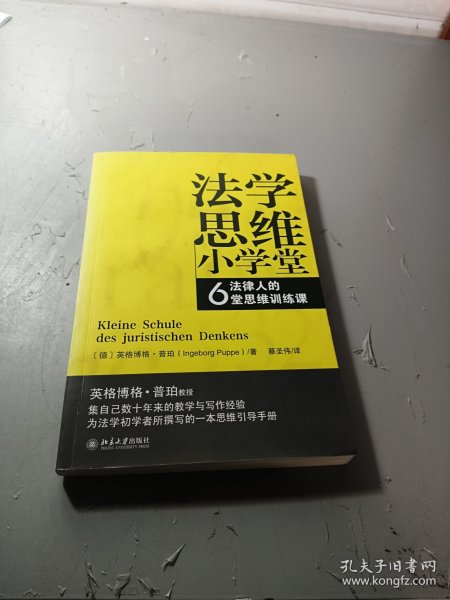 法学
思维
小学堂
6 法律人的
堂思维训练课
Kleine Schule
des juristischen Denkens
〔德〕英格博格·普珀(Ingeborg Puppe)/著 蔡圣伟/译
英格博格·普珀教授
集自己数十年来的教学与写作经验
为法学初学者所撰写的一本思维引导手册
北京大学出版社
PEKING UNIVERSITY PRESS
孔夫子旧书网
www.kongfz.com